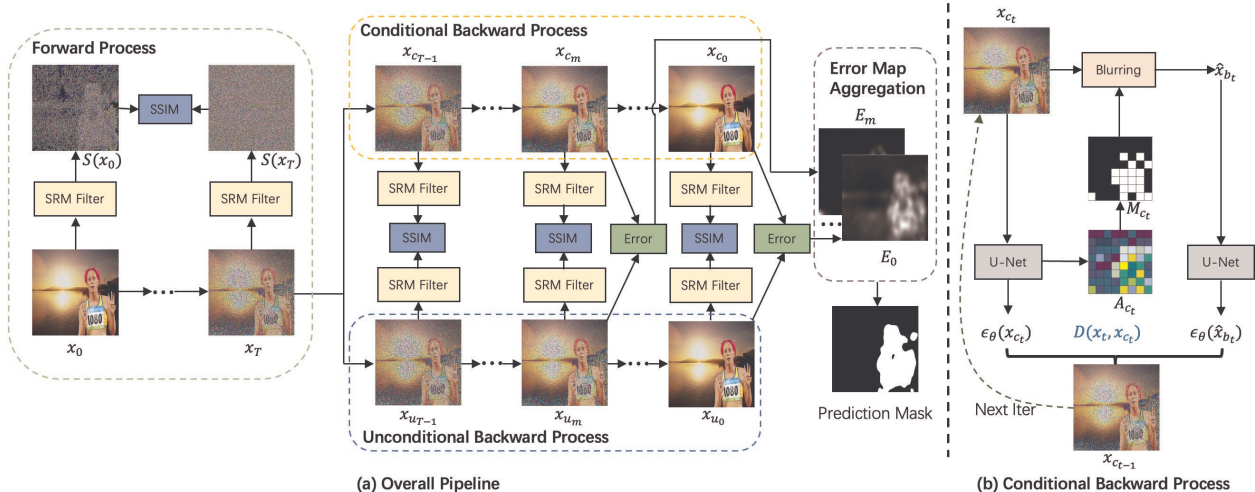 Forward Process
S(x_0)
SSIM
S(x_T)
SRM Filter
SRM Filter
1080
x_0
x_T
Conditional Backward Process
x_{c_{T-1}}
x_{c_m}
x_{c_0}
1080
SRM Filter
SRM Filter
SRM Filter
SSIM
SSIM
Error
SSIM
Error
SRM Filter
SRM Filter
SRM Filter
1080
x_{u_{T-1}}
x_{u_m}
x_{u_0}
Unconditional Backward Process
Error Map
Aggregation
E_m
E_0
Prediction Mask
(a) Overall Pipeline
x_{c_t}
Blurring
x̂_{b_t}
M_{c_t}
U-Net
U-Net
A_{c_t}
ϵ_θ(x_{c_t})
D(x_t, x_{c_t})
ϵ_θ(x̂_{b_t})
Next Iter
x_{c_{t-1}}
(b) Conditional Backward Process